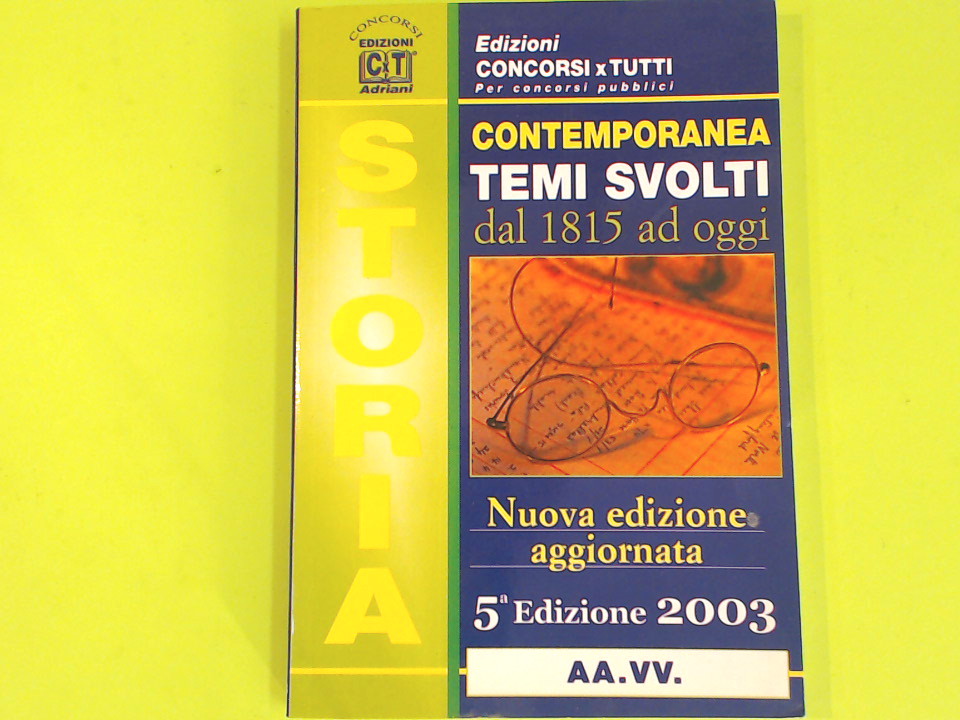 CONCORSI
EDIZIONI
CxT
Adriani
STORIA
Edizioni
CONCORSI x TUTTI
Per concorsi pubblici
CONTEMPORANEA
TEMI SVOLTI
dal 1815 ad oggi
Nuova edizione
aggiornata
5ª Edizione 2003
AA.VV.